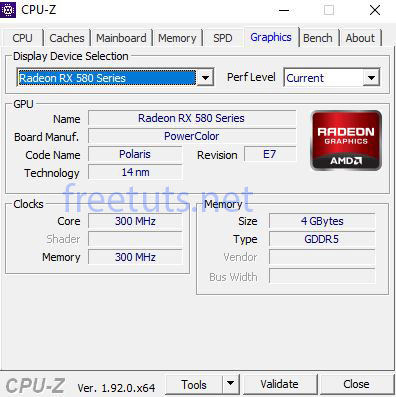 CPU-Z
CPU Caches Mainboard Memory SPD Graphics Bench About
Display Device Selection
Radeon RX 580 Series Perf Level Current
GPU
Name Radeon RX 580 Series
Board Manuf. PowerColor
Code Name Polaris Revision E7
Technology 14 nm
RADEON
GRAPHICS
AMD
freetuts.net
Clocks
Core 300 MHz
Shader
Memory 300 MHz
Memory
Size 4 GBytes
Type GDDR5
Vendor
Bus Width
CPU-Z Ver. 1.92.0.x64 Tools Validate Close